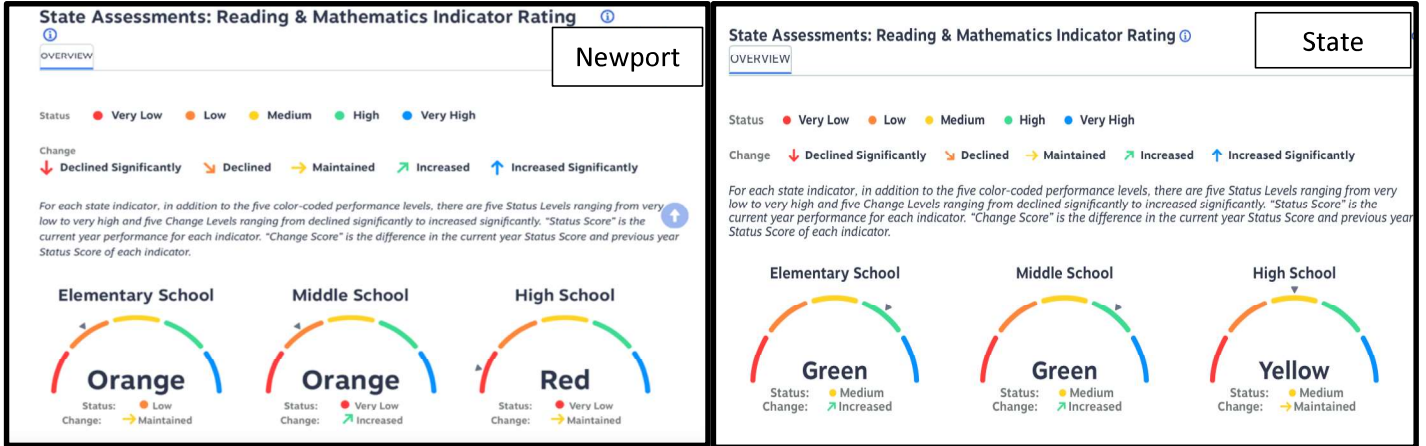 State Assessments: Reading & Mathematics Indicator Rating
OVERVIEW
Newport
Status Very Low Low Medium High Very High
Change
Declined Significantly Declined Maintained Increased Increased Significantly
For each state indicator, in addition to the five color-coded performance levels, there are five Status Levels ranging from very
low to very high and five Change Levels ranging from declined significantly to increased significantly. "Status Score" is the
current year performance for each indicator. "Change Score" is the difference in the current year Status Score and previous year
Status Score of each indicator.
Elementary School Middle School High School
Orange Orange Red
Status: Low Status: Very Low Status: Very Low
Change: Maintained Change: Increased Change: Maintained
State Assessments: Reading & Mathematics Indicator Rating
OVERVIEW
State
Status Very Low Low Medium High Very High
Change Declined Significantly Declined Maintained Increased Increased Significantly
For each state indicator, in addition to the five color-coded performance levels, there are five Status Levels ranging from very
low to very high and five Change Levels ranging from declined significantly to increased significantly. "Status Score" is the
current year performance for each indicator. "Change Score" is the difference in the current year Status Score and previous year
Status Score of each indicator.
Elementary School Middle School High School
Green Green Yellow
Status: Medium Status: Medium Status: Medium
Change: Increased Change: Increased Change: Maintained